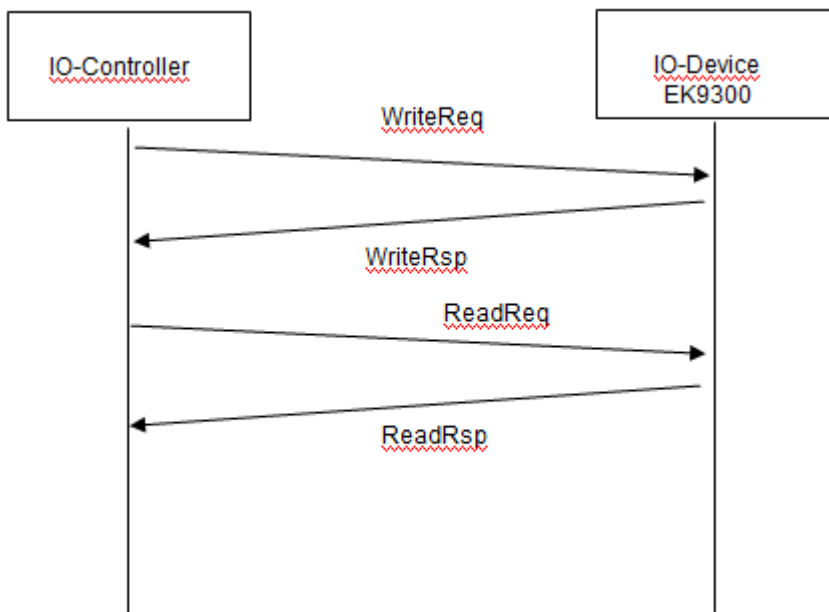 IO-Controller
IO-Device
EK9300
WriteReq
WriteRsp
ReadReq
ReadRsp